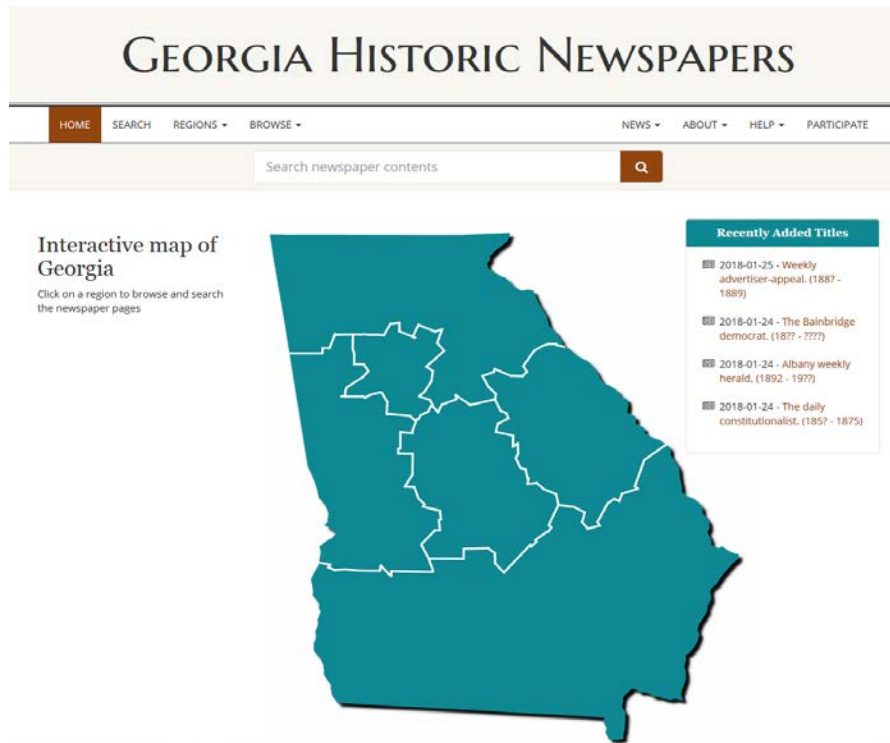 GEORGIA HISTORIC NEWSPAPERS
HOME SEARCH REGIONS BROWSE NEWS ABOUT HELP PARTICIPATE
Search newspaper contents
Interactive map of
Georgia
Click on a region to browse and search
the newspaper pages
Recently Added Titles
2018-01-25 - Weekly
advertiser-appeal. (188? -
1889)
2018-01-24 - The Bainbridge
democrat. (18?? - ????)
2018-01-24 - Albany weekly
herald. (1892 - 19??)
2018-01-24 - The daily
constitutionalist. (185? - 1875)